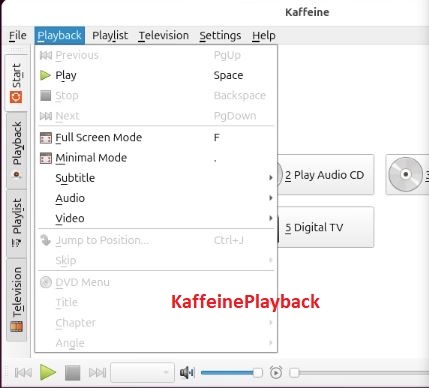 Kaffeine
File Playback Playlist Television Settings Help
Previous PgUp
Play Space
Stop Backspace
Next PgDown
Full Screen Mode F
Minimal Mode .
Subtitle
Audio
Video
Jump to Position... Ctrl+J
Skip
DVD Menu
Title
Chapter
Angle
Start
Playback
Playlist
Television
2 Play Audio CD
3
5 Digital TV
KaffeinePlayback